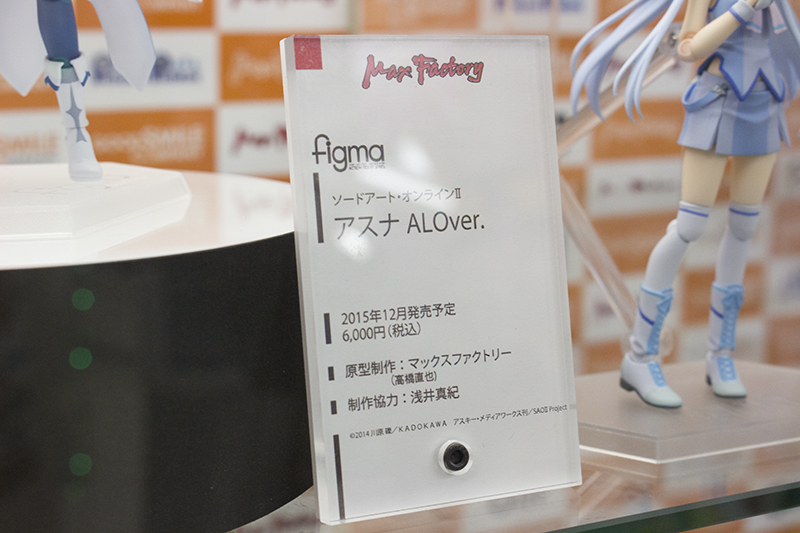 Max Factory
figma
ソードアート・オンラインⅡ
アスナ ALOver.
2015年12月発売予定
6,000円（税込）
原型制作：マックスファクトリー
（高橋直也）
制作協力：浅井真紀
©2014 川原 礫／KADOKAWA アスキー・メディアワークス刊／SAOⅡ Project